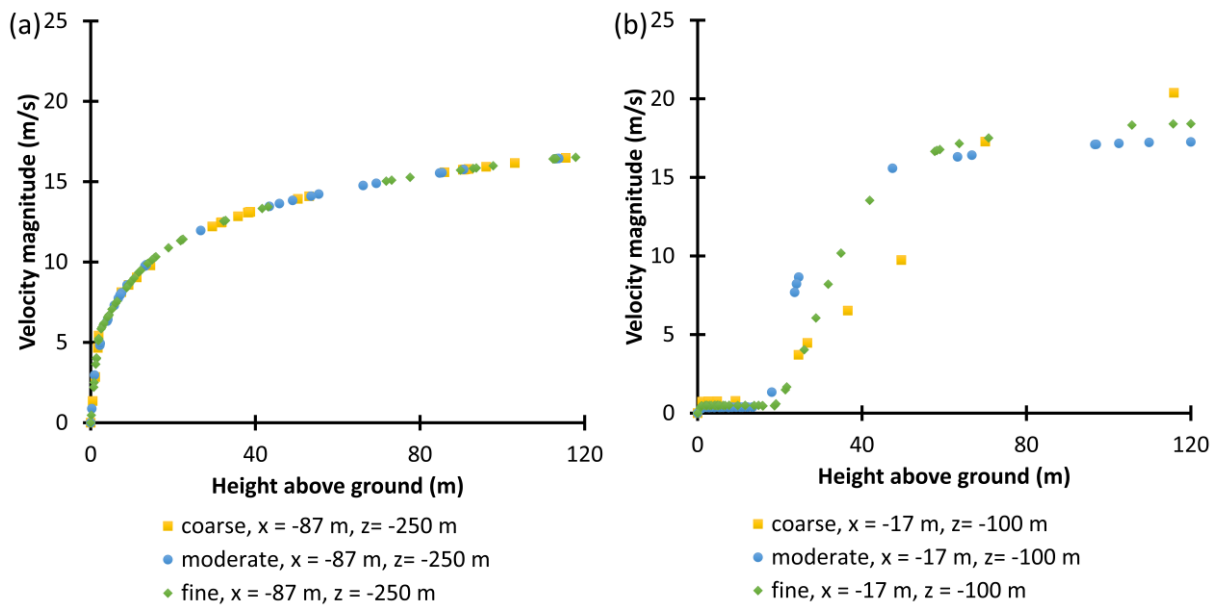 (a)
25
20
15
10
5
0
Velocity magnitude (m/s)
0 40 80 120
Height above ground (m)
coarse, x = -87 m, z= -250 m
moderate, x = -87 m, z= -250 m
fine, x = -87 m, z= -250 m
(b)
25
20
15
10
5
0
Velocity magnitude (m/s)
0 40 80 120
Height above ground (m)
coarse, x = -17 m, z= -100 m
moderate, x = -17 m, z= -100 m
fine, x = -17 m, z= -100 m